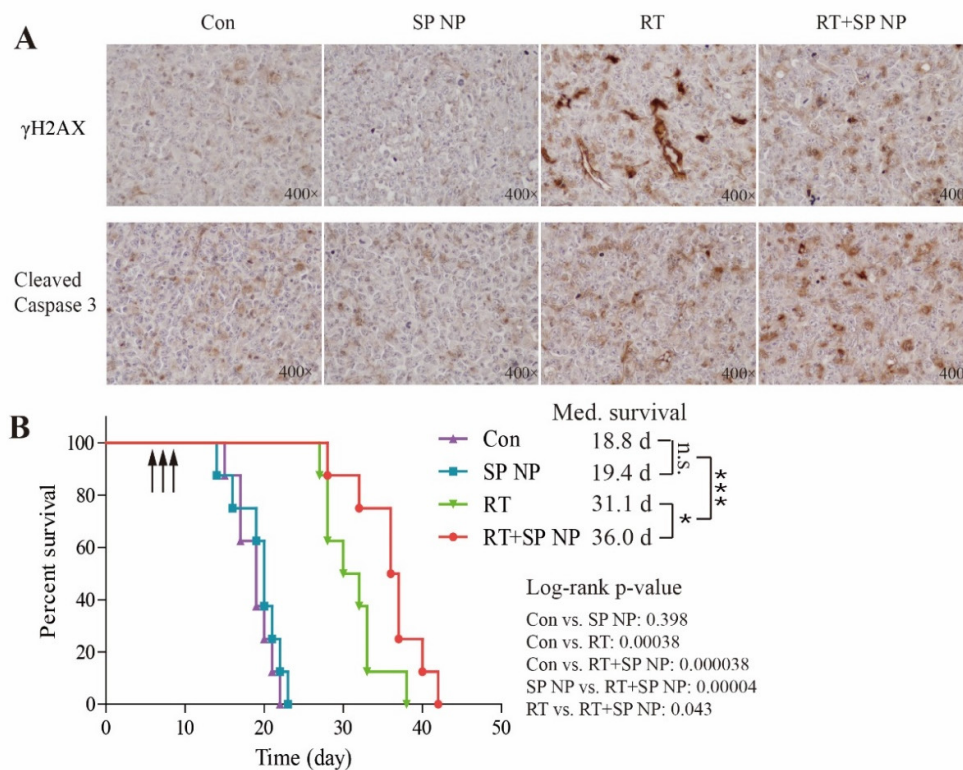 A
Con
SP NP
RT
RT+SP NP
γH2AX
400×
400×
400×
400×
Cleaved
Caspase 3
400×
400×
400×
400
B
Percent survival
100
80
60
40
20
0
0
10
20
30
40
50
Time (day)
Med. survival
Con 18.8 d
SP NP 19.4 d
RT 31.1 d
RT+SP NP 36.0 d
n.s.
*
***
Log-rank p-value
Con vs. SP NP: 0.398
Con vs. RT: 0.00038
Con vs. RT+SP NP: 0.000038
SP NP vs. RT+SP NP: 0.00004
RT vs. RT+SP NP: 0.043